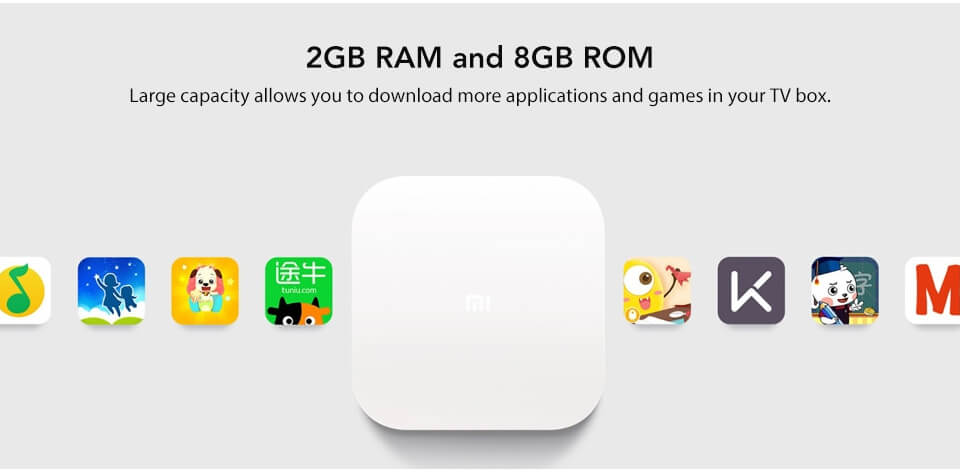 2GB RAM and 8GB ROM
Large capacity allows you to download more applications and games in your TV box.
途牛
tuniu.com
mi
字
M